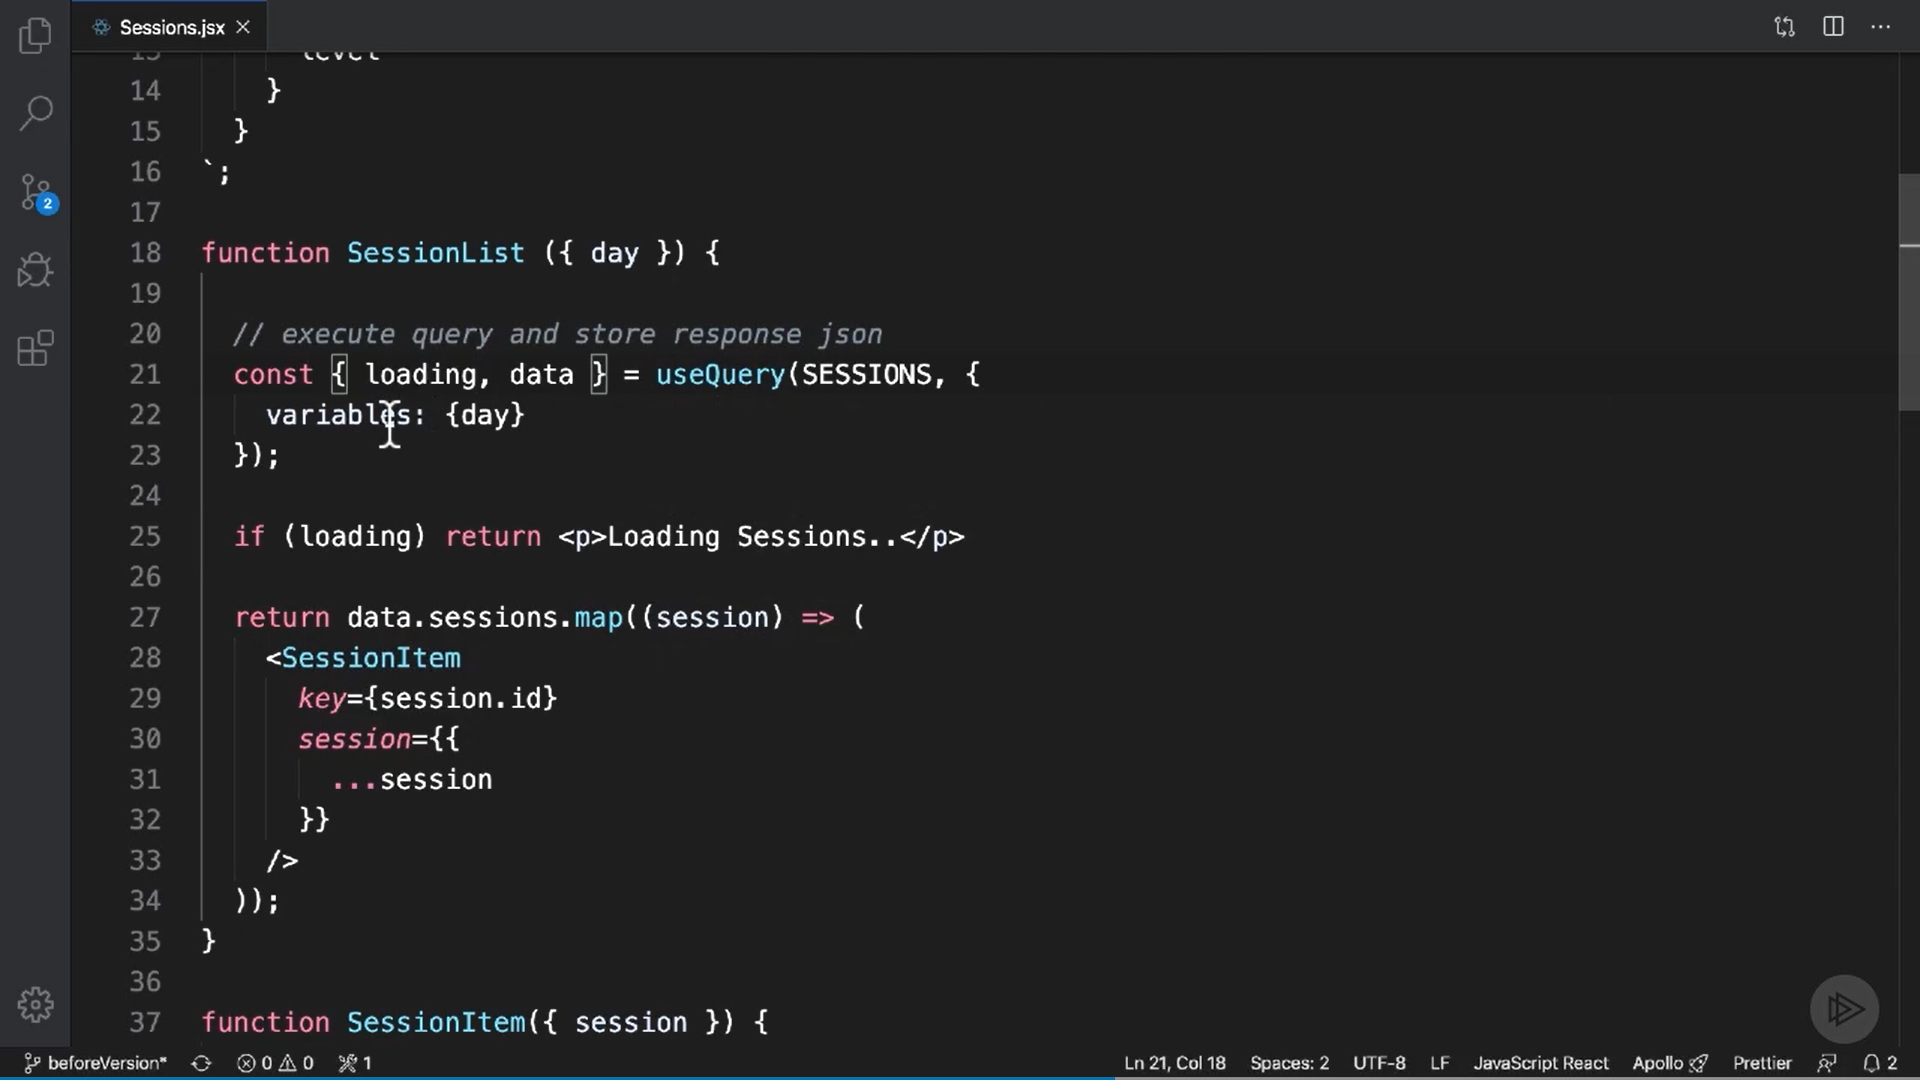 Sessions.jsx
13 level
14 }
15 }
16 `;
17
18 function SessionList ({ day }) {
19
20 // execute query and store response json
21 const { loading, data } = useQuery(SESSIONS, {
22 variables: {day}
23 });
24
25 if (loading) return <p>Loading Sessions..</p>
26
27 return data.sessions.map((session) => (
28 <SessionItem
29 key={session.id}
30 session={{
31 ...session
32 }}
33 />
34 ));
35 }
36
37 function SessionItem({ session }) {
2
beforeVersion* 0 0 1 Ln 21, Col 18 Spaces: 2 UTF-8 LF JavaScript React Apollo Prettier 2